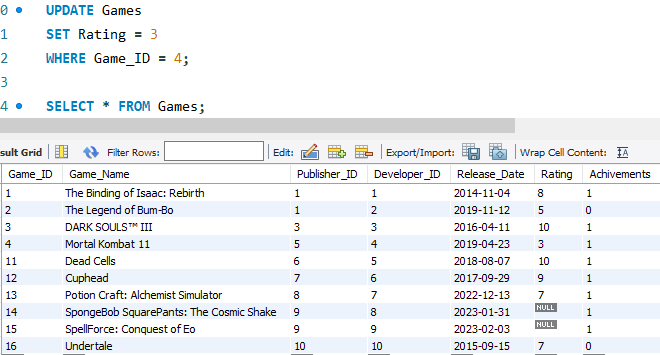 0 UPDATE Games
1 SET Rating = 3
2 WHERE Game_ID = 4;
3
4 SELECT * FROM Games;
sult Grid Filter Rows: Edit: Export/Import: Wrap Cell Content: IA
Game_ID Game_Name Publisher_ID Developer_ID Release_Date Rating Achivements
1 The Binding of Isaac: Rebirth 1 1 2014-11-04 8 1
2 The Legend of Bum-Bo 1 2 2019-11-12 5 0
3 DARK SOULS™ III 3 3 2016-04-11 10 1
4 Mortal Kombat 11 5 4 2019-04-23 3 1
11 Dead Cells 6 5 2018-08-07 10 1
12 Cuphead 7 6 2017-09-29 9 1
13 Potion Craft: Alchemist Simulator 8 7 2022-12-13 7 1
14 SpongeBob SquarePants: The Cosmic Shake 9 8 2023-01-31 NULL 1
15 SpellForce: Conquest of Eo 9 9 2023-02-03 NULL 1
16 Undertale 10 10 2015-09-15 7 0